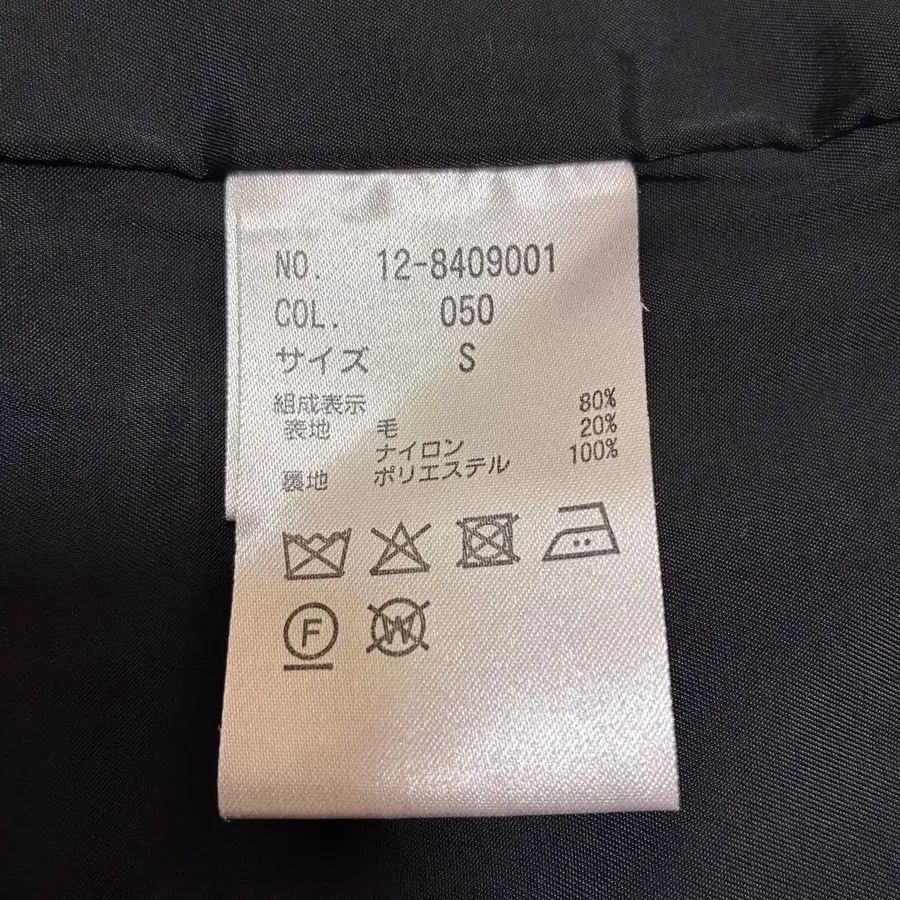 NO. 12-8409001
COL. 050
サイズ S
組成表示
表地 毛 80%
ナイロン 20%
裏地 ポリエステル 100%
F W